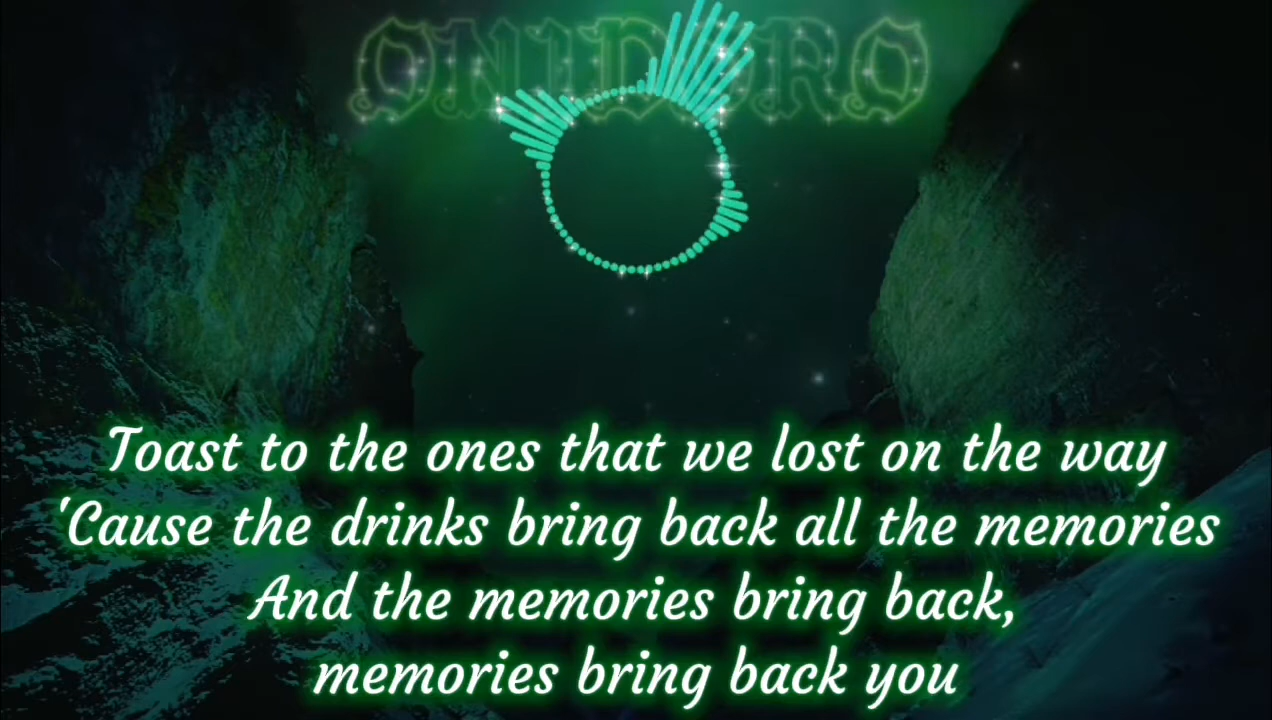 ONIDORO
Toast to the ones that we lost on the way
'Cause the drinks bring back all the memories
And the memories bring back,
memories bring back you